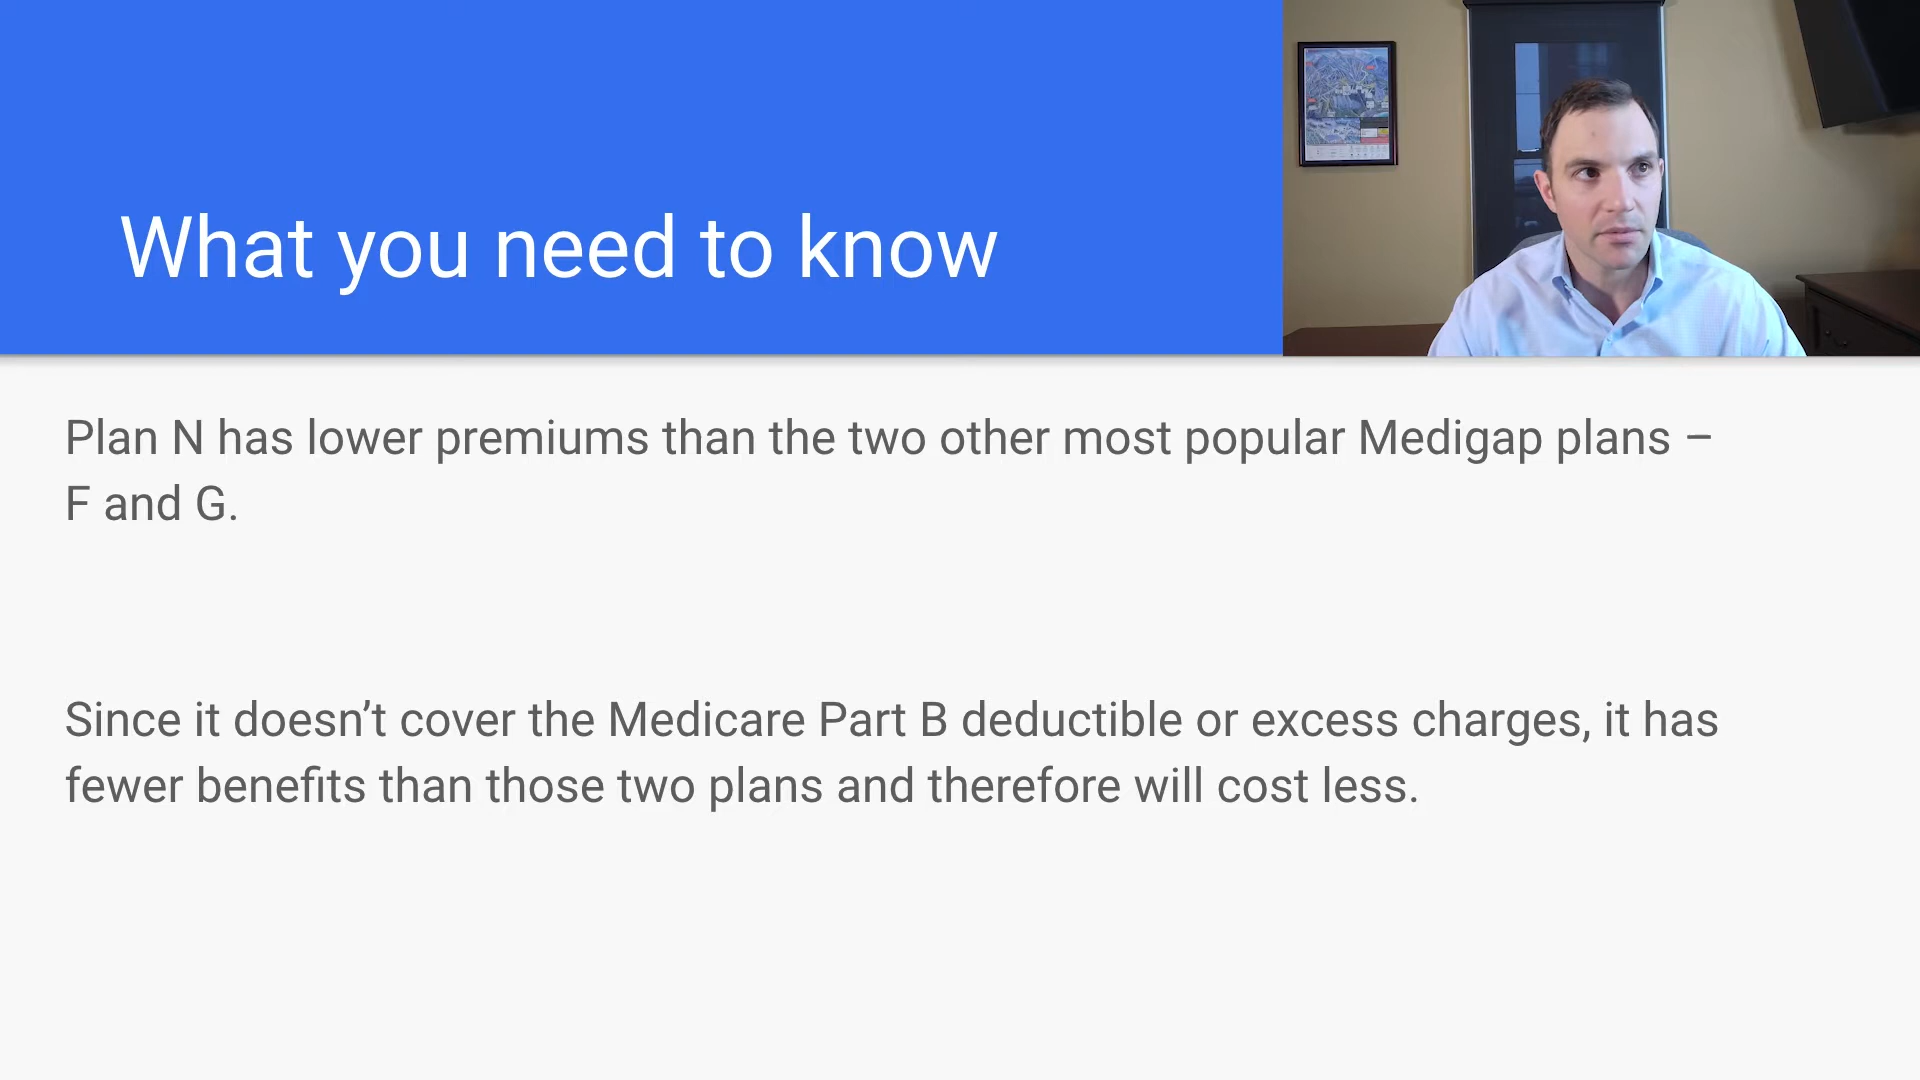 What you need to know
Plan N has lower premiums than the two other most popular Medigap plans –
F and G.
Since it doesn’t cover the Medicare Part B deductible or excess charges, it has
fewer benefits than those two plans and therefore will cost less.